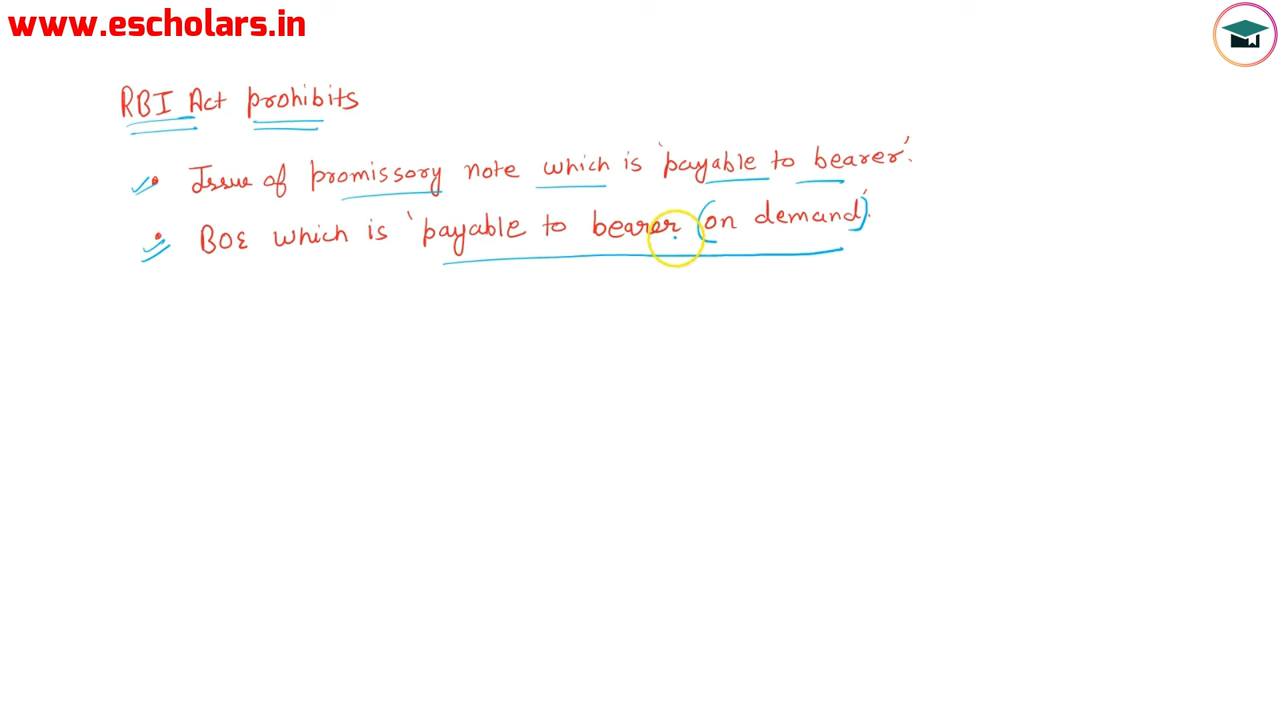 www.escholars.in
RBI Act prohibits
• Issue of promissory note which is 'payable to bearer'.
• BOE which is 'payable to bearer (on demand)'.